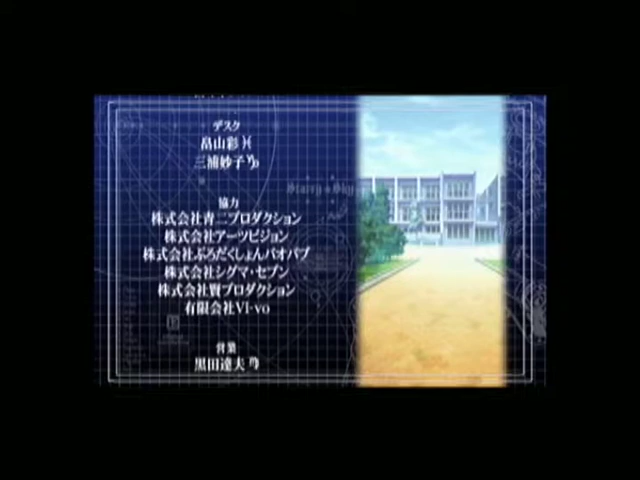 デスク
畠山彩♓
三浦妙子♑
協力
株式会社青二プロダクション
株式会社アーツビジョン
株式会社ぷろだくしょんバオバブ
株式会社シグマ・セブン
株式会社賢プロダクション
有限会社VI-vo
営業
黒田達夫♍
Starry☆Sky